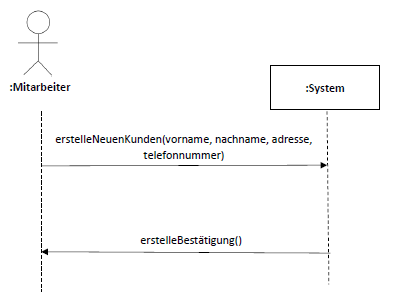 :Mitarbeiter
:System
erstelleNeuenKunden(vorname, nachname, adresse,
telefonnummer)
erstelleBestätigung()